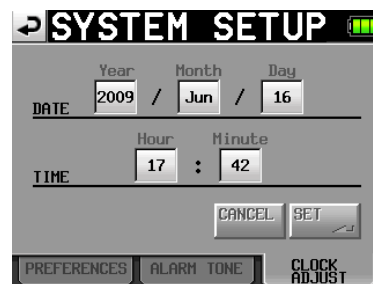 SYSTEM SETUP
Year Month Day
DATE 2009 / Jun / 16
Hour Minute
TIME 17 : 42
CANCEL SET
PREFERENCES ALARM TONE CLOCK
ADJUST